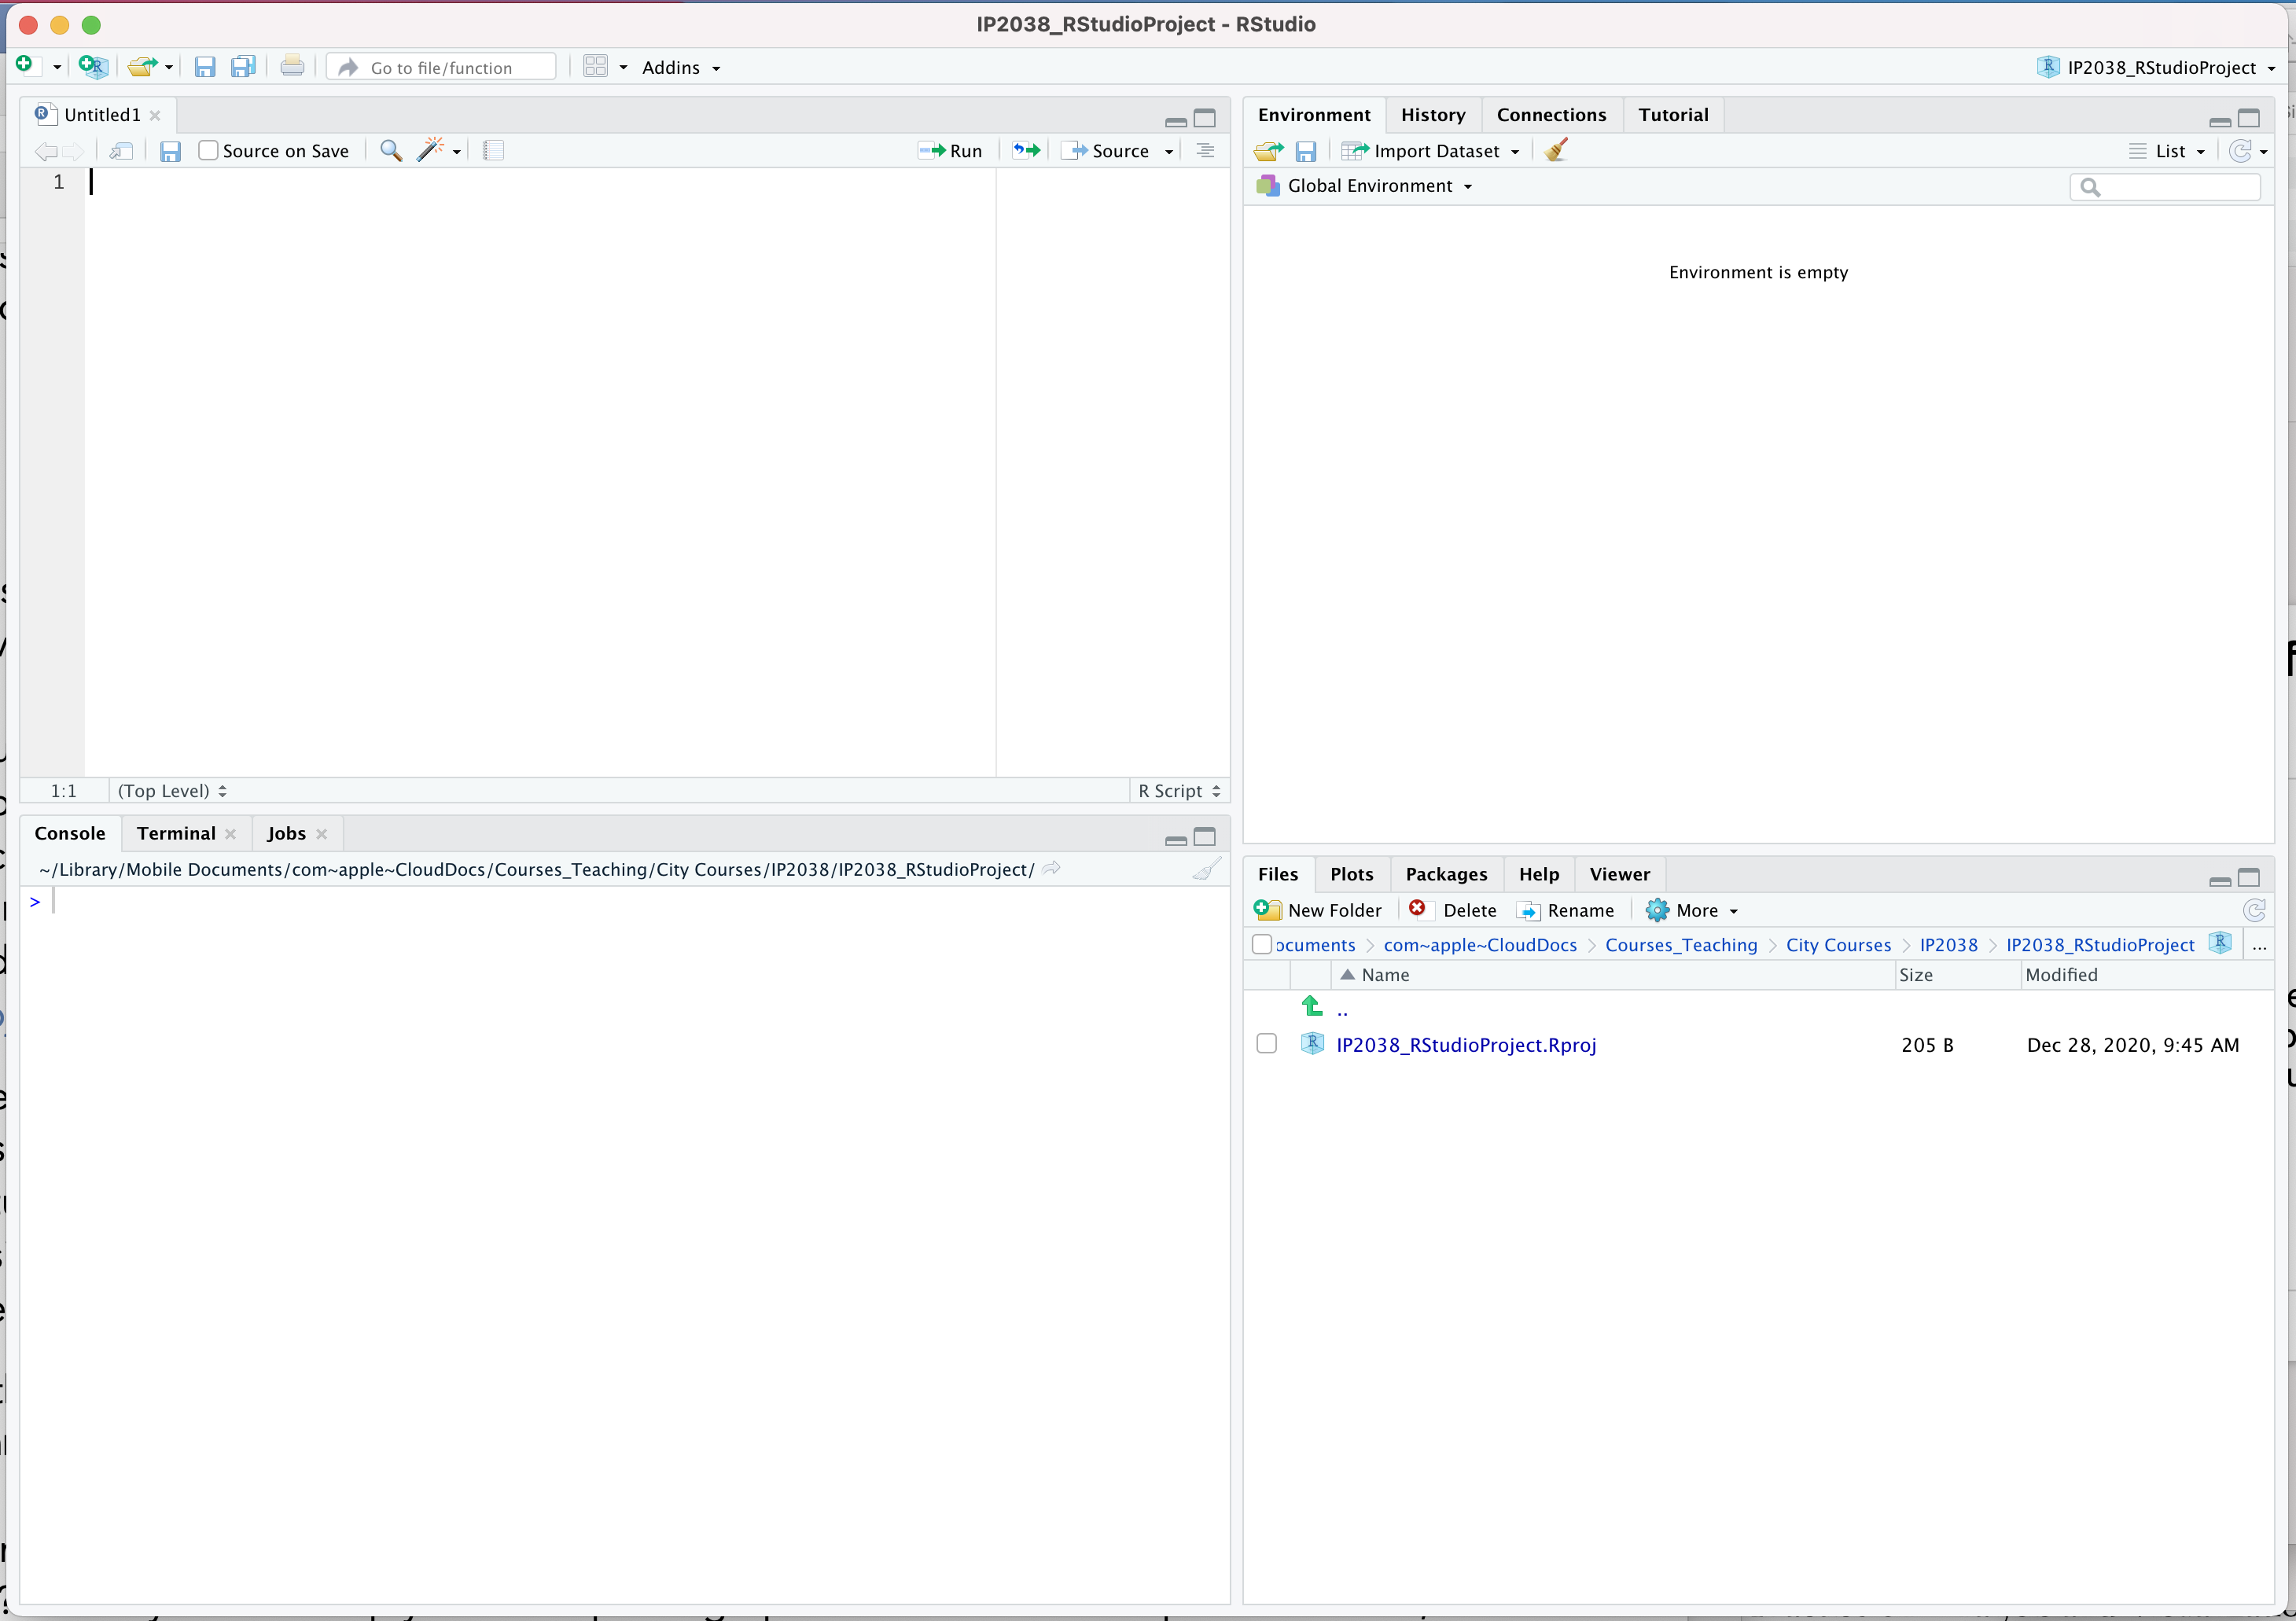 IP2038_RStudioProject - RStudio
Go to file/function
Addins
IP2038_RStudioProject
Untitled1
Source on Save
Run
Source
1
1:1
(Top Level)
R Script
Console
Terminal
Jobs
~/Library/Mobile Documents/com~apple~CloudDocs/Courses_Teaching/City Courses/IP2038/IP2038_RStudioProject/
>
Environment
History
Connections
Tutorial
Import Dataset
List
Global Environment
Environment is empty
Files
Plots
Packages
Help
Viewer
New Folder
Delete
Rename
More
ocuments > com~apple~CloudDocs > Courses_Teaching > City Courses > IP2038 > IP2038_RStudioProject ...
Name Size Modified
..
IP2038_RStudioProject.Rproj 205 B Dec 28, 2020, 9:45 AM